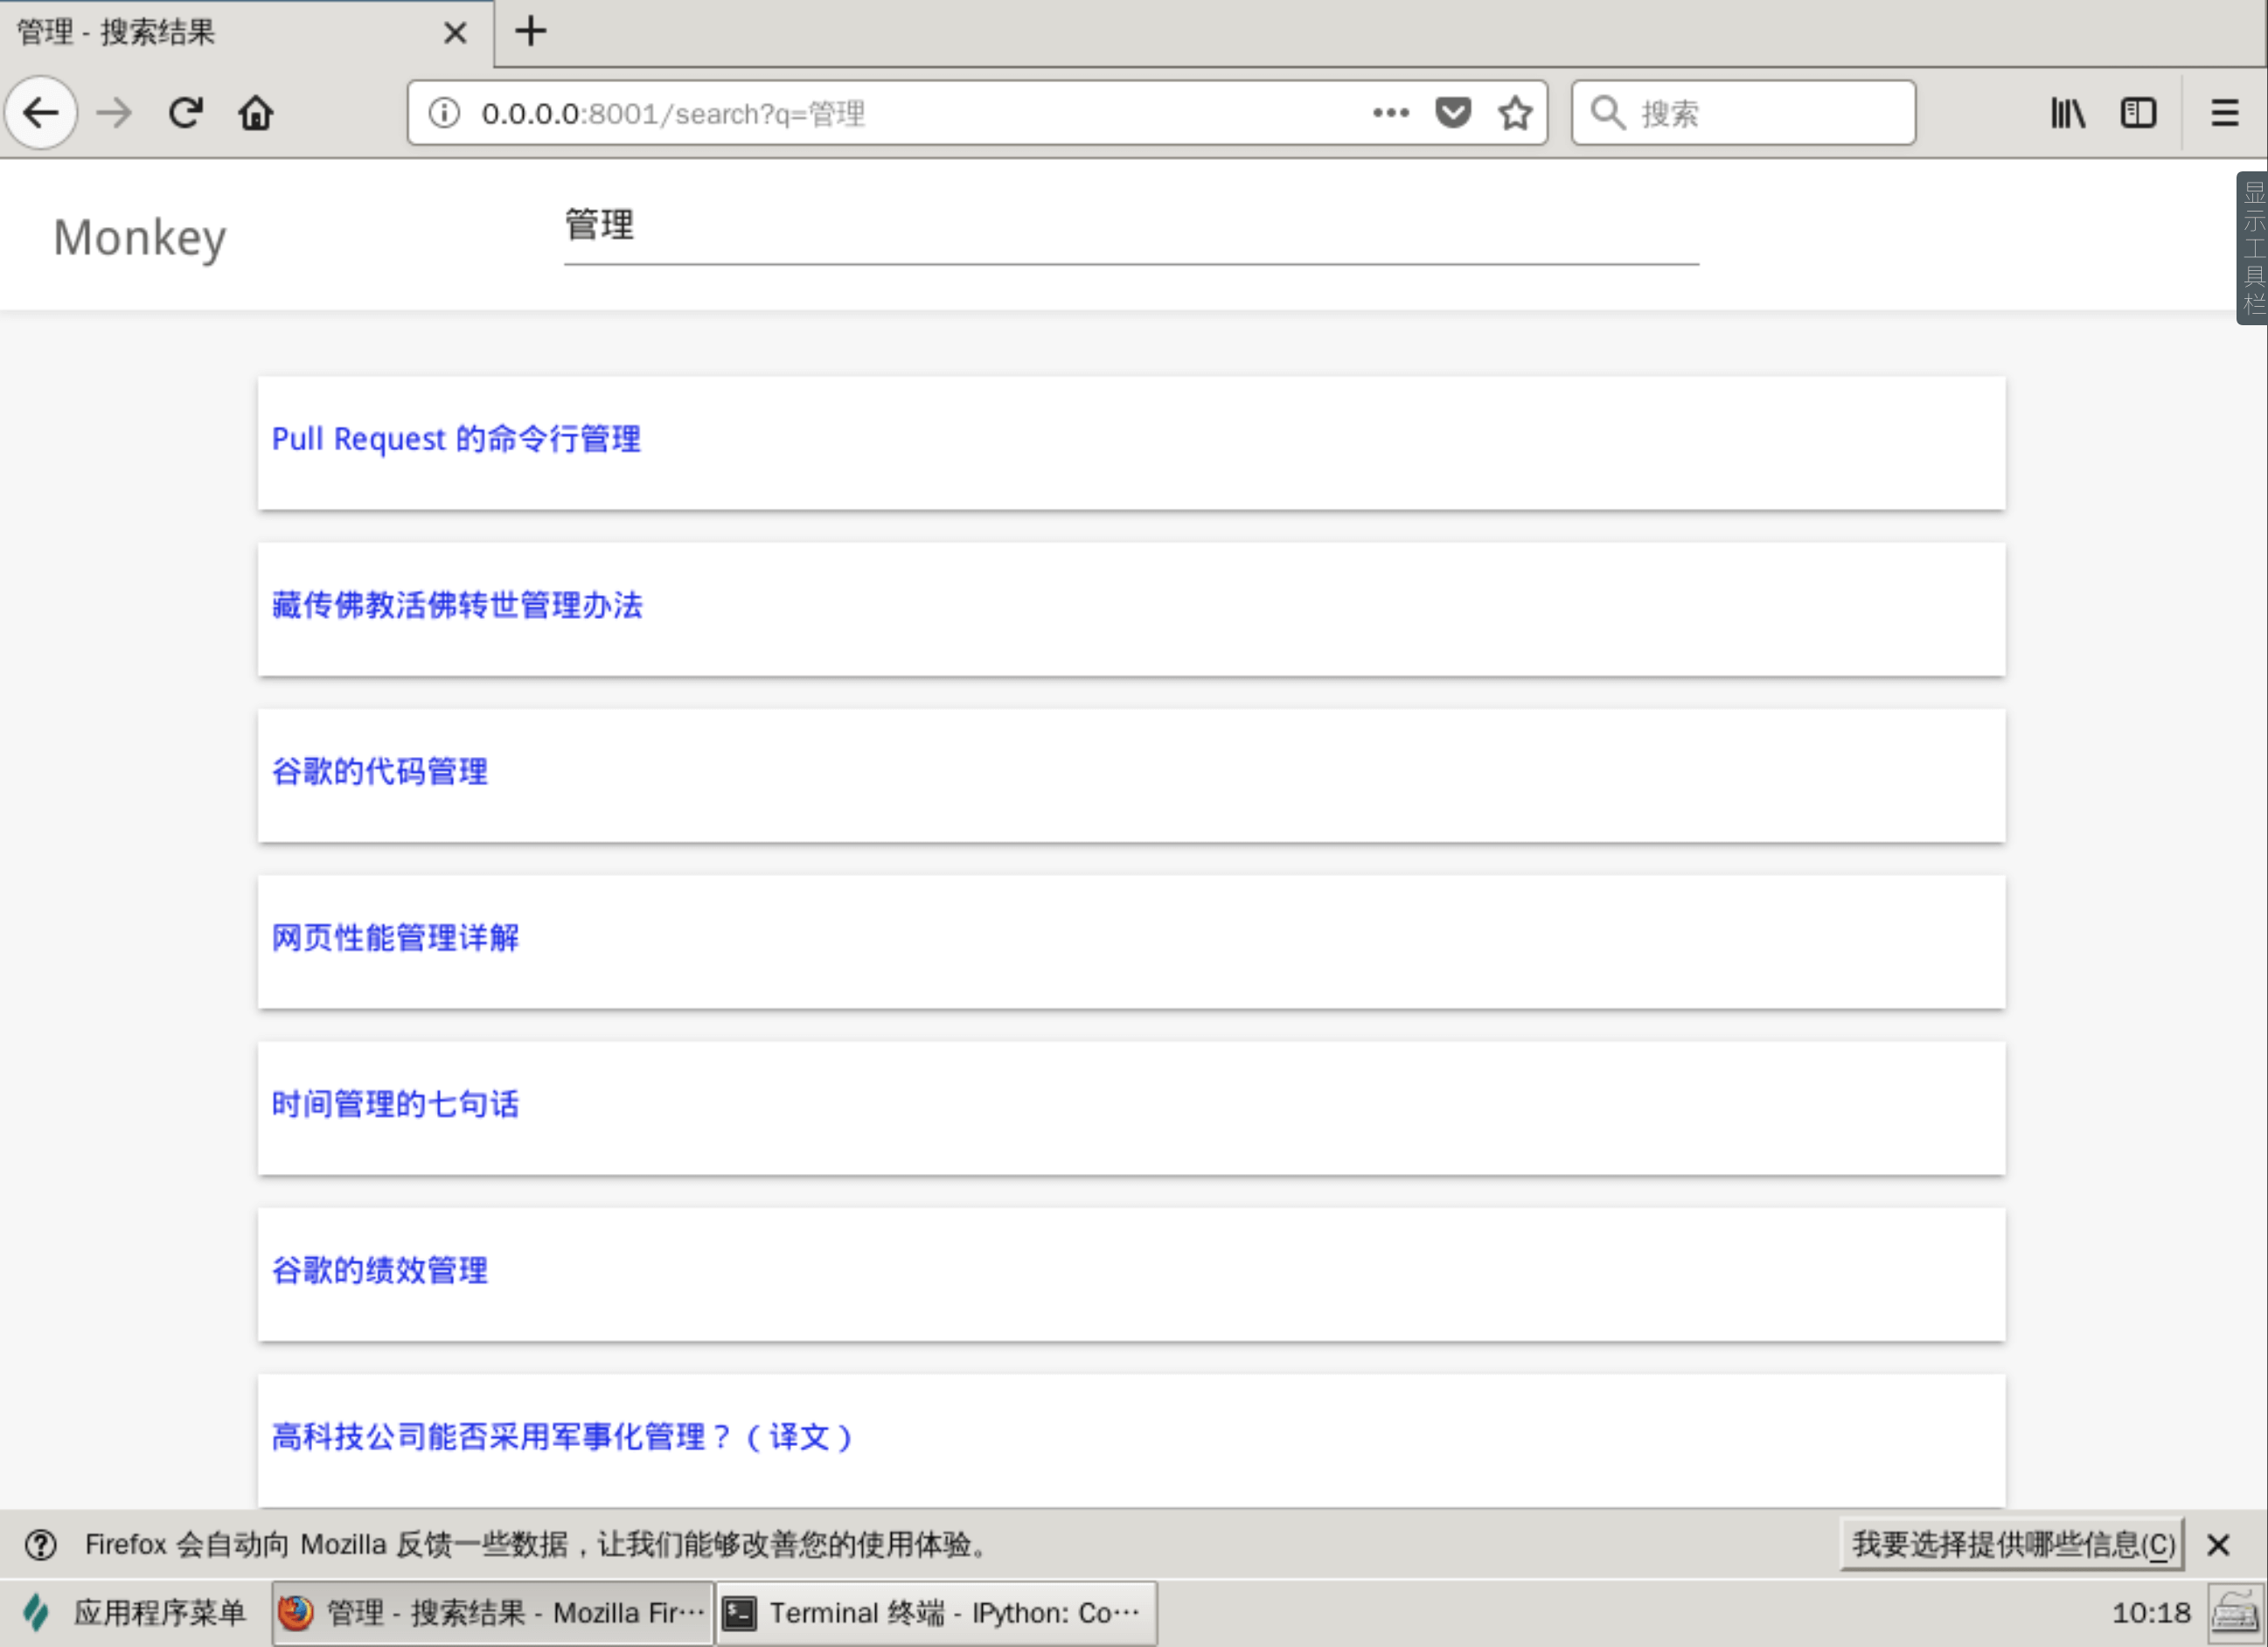 管理 - 搜索结果
0.0.0.0:8001/search?q=管理
搜索
显示工具栏
Monkey
管理
Pull Request 的命令行管理
藏传佛教活佛转世管理办法
谷歌的代码管理
网页性能管理详解
时间管理的七句话
谷歌的绩效管理
高科技公司能否采用军事化管理？（译文）
Firefox 会自动向 Mozilla 反馈一些数据，让我们能够改善您的使用体验。
我要选择提供哪些信息(C)
应用程序菜单
管理 - 搜索结果 - Mozilla Fir…
Terminal 终端 - IPython: Co…
10:18